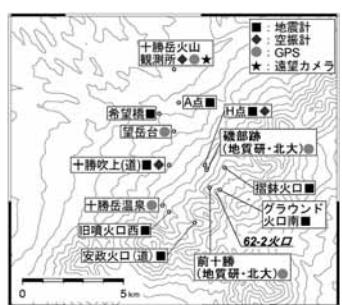 ■：地震計
◆：空振計
●：GPS
★：遠望カメラ
十勝岳火山
観測所◆●★
A点■
希望橋■
H点■◆
望岳台●
磯部跡
(地質研・北大)●
十勝吹上(道)■◆
摺鉢火口■
十勝岳温泉●
グラウンド
火口南■
旧噴火口西■
62-2火口
安政火口(道)■
前十勝
(地質研・北大)●
0
5
km